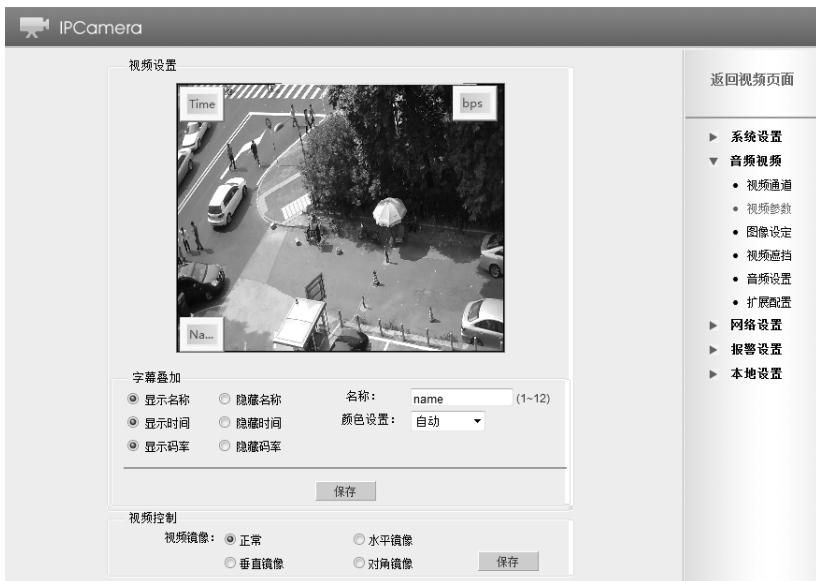 IPCamera
视频设置
Time
bps
Na...
字幕叠加
显示名称 隐藏名称 名称： name (1~12)
显示时间 隐藏时间 颜色设置： 自动
显示码率 隐藏码率
保存
视频控制
视频镜像： 正常 水平镜像
垂直镜像 对角镜像 保存
返回视频页面
系统设置
音频视频
视频通道
视频参数
图像设定
视频遮挡
音频设置
扩展配置
网络设置
报警设置
本地设置